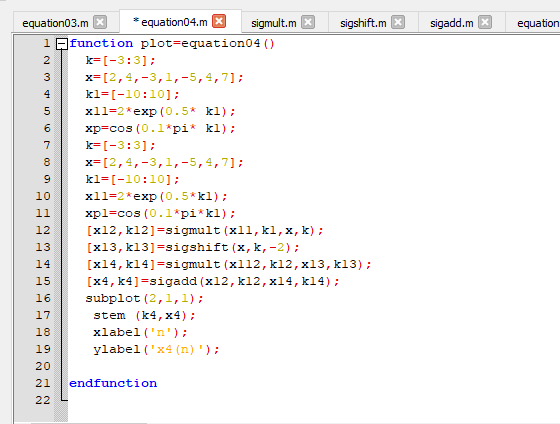 equation03.m * equation04.m sigmult.m sigshift.m sigadd.m equation
1 function plot=equation04()
2 k=[-3:3];
3 x=[2,4,-3,1,-5,4,7];
4 k1=[-10:10];
5 x11=2*exp(0.5* k1);
6 xp=cos(0.1*pi* k1);
7 k=[-3:3];
8 x=[2,4,-3,1,-5,4,7];
9 k1=[-10:10];
10 x11=2*exp(0.5*k1);
11 xp1=cos(0.1*pi*k1);
12 [x12,k12]=sigmult(x11,k1,x,k);
13 [x13,k13]=sigshift(x,k,-2);
14 [x14,k14]=sigmult(x112,k12,x13,k13);
15 [x4,k4]=sigadd(x12,k12,x14,k14);
16 subplot(2,1,1);
17 stem (k4,x4);
18 xlabel('n');
19 ylabel('x4(n)');
20
21 endfunction
22